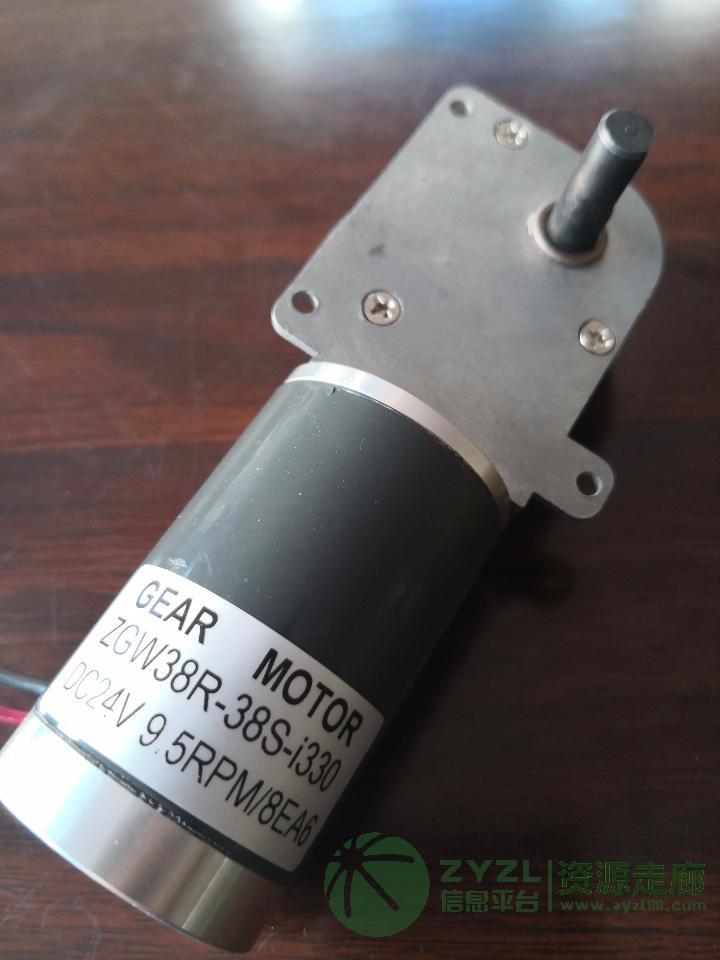 GEAR MOTOR
ZGW38R-38S-i330
DC24V 9.5RPM/8EA6
ZYZL 资源走廊
信息平台 www.zyzl88.com